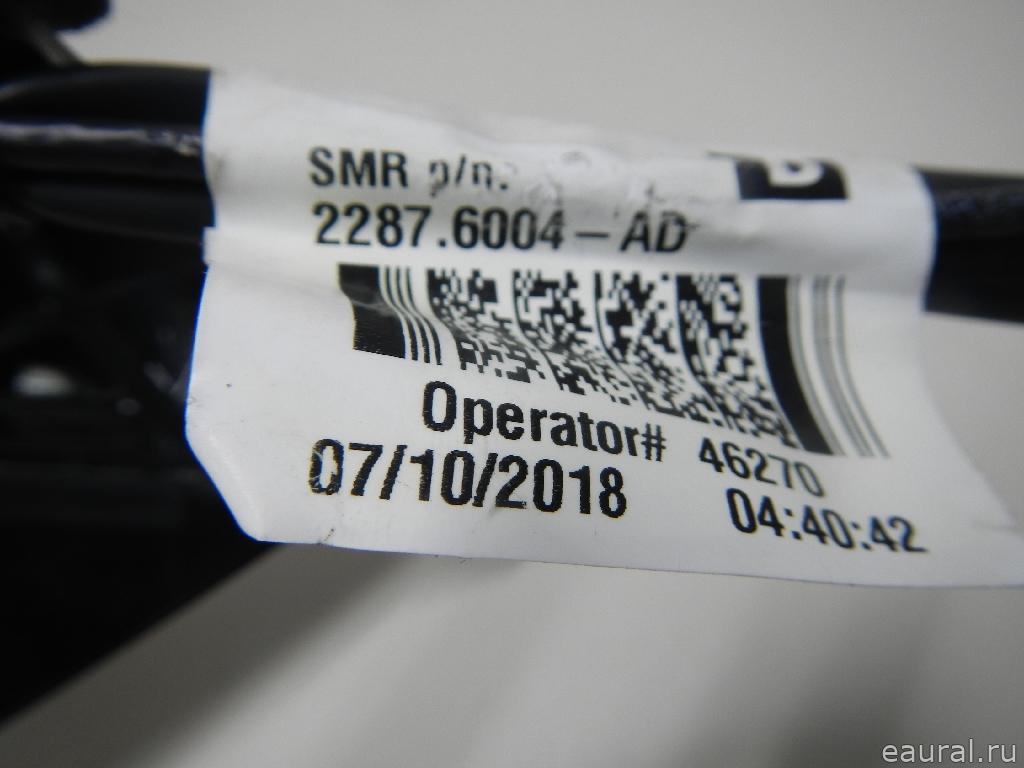 SMR p/n.
2287.6004-AD
Operator# 46270
07/10/2018 04:40:42
eaural.ru